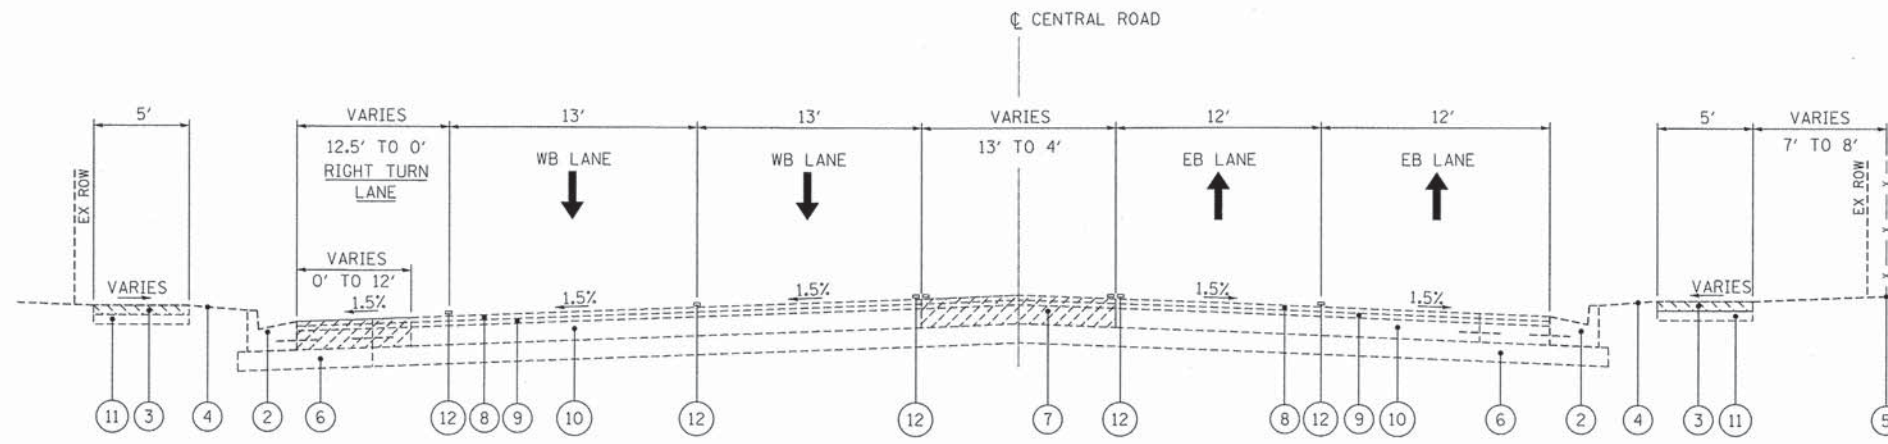 ℄ CENTRAL ROAD
5' VARIES 13' 13' VARIES 12' 12' 5' VARIES
12.5' TO 0' 13' TO 4' 7' TO 8'
RIGHT TURN LANE
WB LANE WB LANE EB LANE EB LANE
EX ROW EX ROW
VARIES
0' TO 12'
VARIES 1.5% 1.5% 1.5% 1.5% 1.5% VARIES
11 3 4 2 6 12 8 9 10 12 12 7 12 8 12 9 10 6 2 4 3 11 5